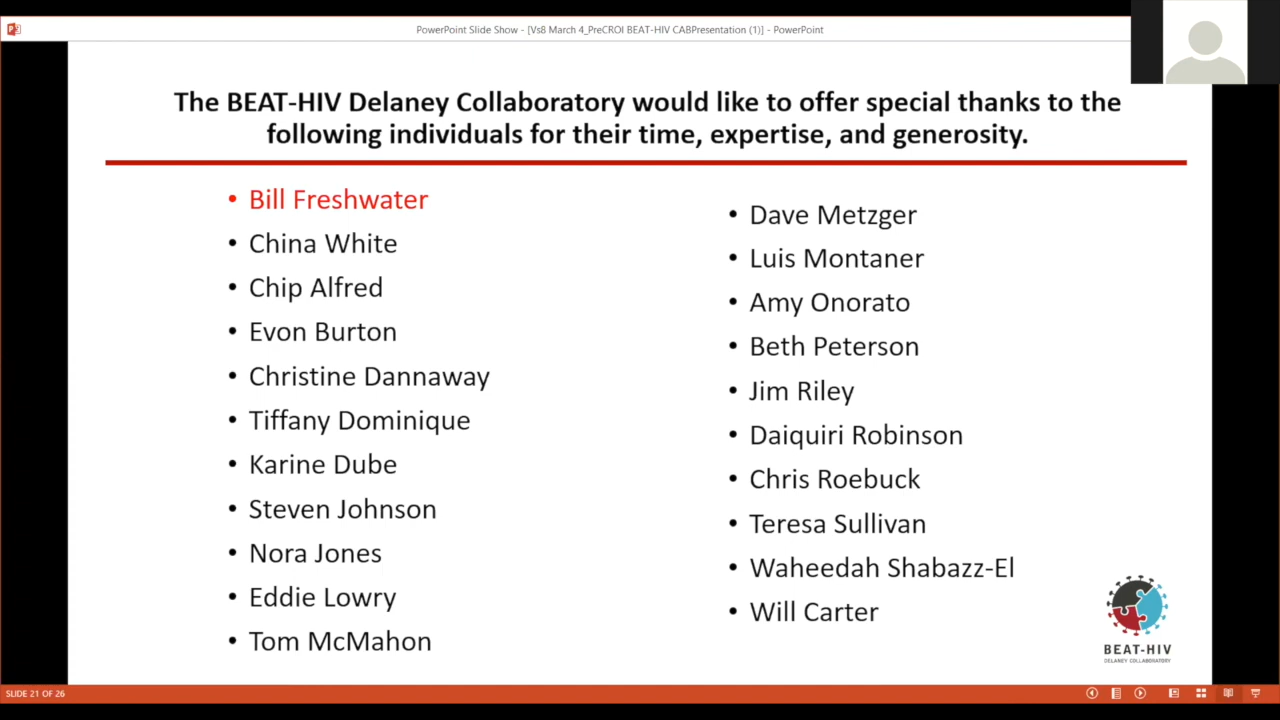 PowerPoint Slide Show - [Vs8 March 4_PreCROI BEAT-HIV CABPresentation (1)] - PowerPoint
The BEAT-HIV Delaney Collaboratory would like to offer special thanks to the
following individuals for their time, expertise, and generosity.
• Bill Freshwater
• China White
• Chip Alfred
• Evon Burton
• Christine Dannaway
• Tiffany Dominique
• Karine Dube
• Steven Johnson
• Nora Jones
• Eddie Lowry
• Tom McMahon
• Dave Metzger
• Luis Montaner
• Amy Onorato
• Beth Peterson
• Jim Riley
• Daiquiri Robinson
• Chris Roebuck
• Teresa Sullivan
• Waheedah Shabazz-El
• Will Carter
BEAT-HIV
DELANEY COLLABORATORY
SLIDE 21 OF 26